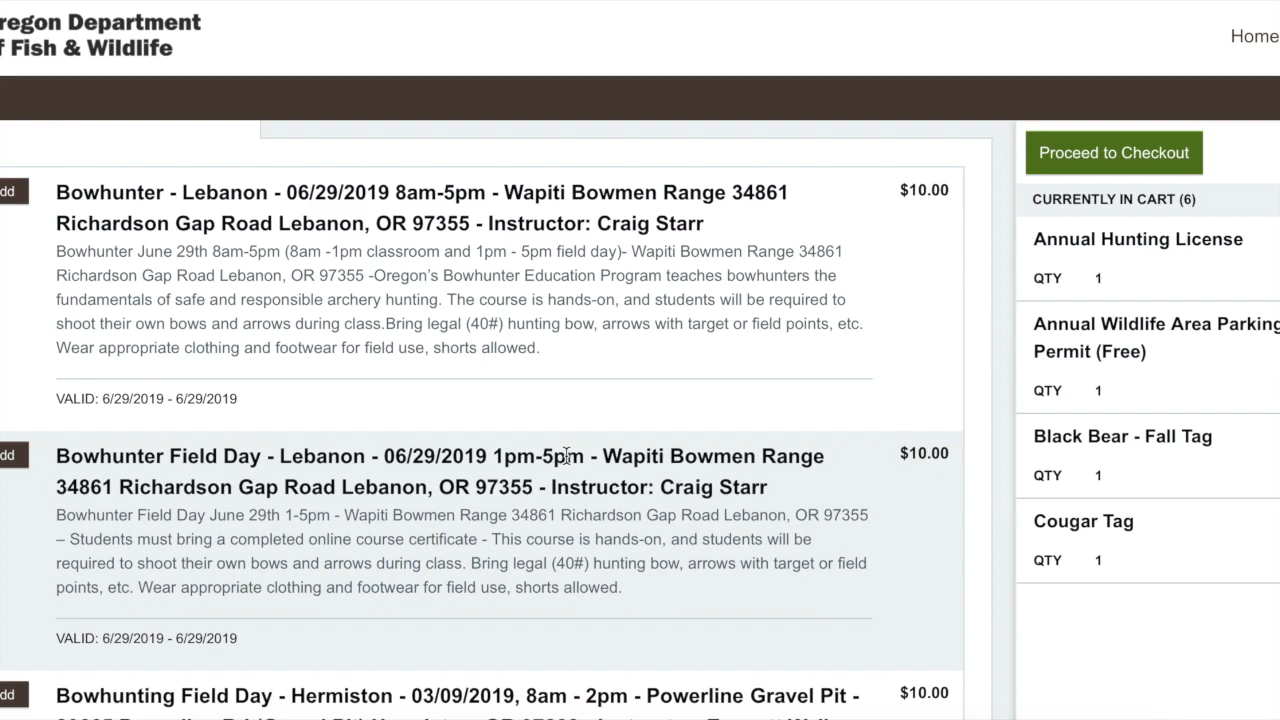 regon Department
f Fish & Wildlife
Home
dd
Bowhunter - Lebanon - 06/29/2019 8am-5pm - Wapiti Bowmen Range 34861
Richardson Gap Road Lebanon, OR 97355 - Instructor: Craig Starr
$10.00
Bowhunter June 29th 8am-5pm (8am -1pm classroom and 1pm - 5pm field day)- Wapiti Bowmen Range 34861
Richardson Gap Road Lebanon, OR 97355 -Oregon’s Bowhunter Education Program teaches bowhunters the
fundamentals of safe and responsible archery hunting. The course is hands-on, and students will be required to
shoot their own bows and arrows during class.Bring legal (40#) hunting bow, arrows with target or field points, etc.
Wear appropriate clothing and footwear for field use, shorts allowed.
VALID: 6/29/2019 - 6/29/2019
dd
Bowhunter Field Day - Lebanon - 06/29/2019 1pm-5pm - Wapiti Bowmen Range
34861 Richardson Gap Road Lebanon, OR 97355 - Instructor: Craig Starr
$10.00
Bowhunter Field Day June 29th 1-5pm - Wapiti Bowmen Range 34861 Richardson Gap Road Lebanon, OR 97355
– Students must bring a completed online course certificate - This course is hands-on, and students will be
required to shoot their own bows and arrows during class. Bring legal (40#) hunting bow, arrows with target or field
points, etc. Wear appropriate clothing and footwear for field use, shorts allowed.
VALID: 6/29/2019 - 6/29/2019
dd
Bowhunting Field Day - Hermiston - 03/09/2019, 8am - 2pm - Powerline Gravel Pit -
$10.00
Proceed to Checkout
CURRENTLY IN CART (6)
Annual Hunting License
QTY 1
Annual Wildlife Area Parking
Permit (Free)
QTY 1
Black Bear - Fall Tag
QTY 1
Cougar Tag
QTY 1